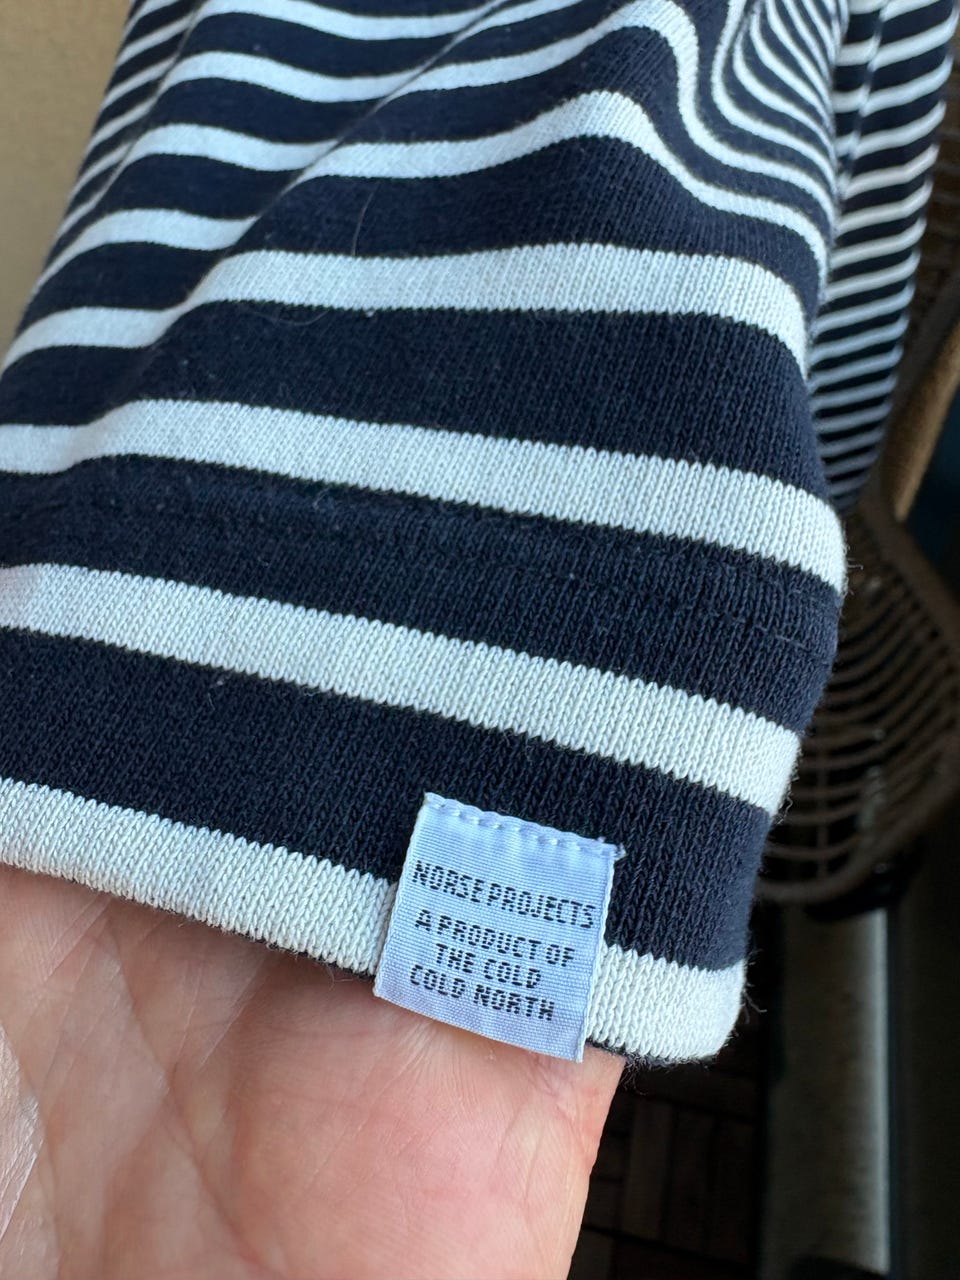 NORSE PROJECTS
A PRODUCT OF
THE COLD
COLD NORTH